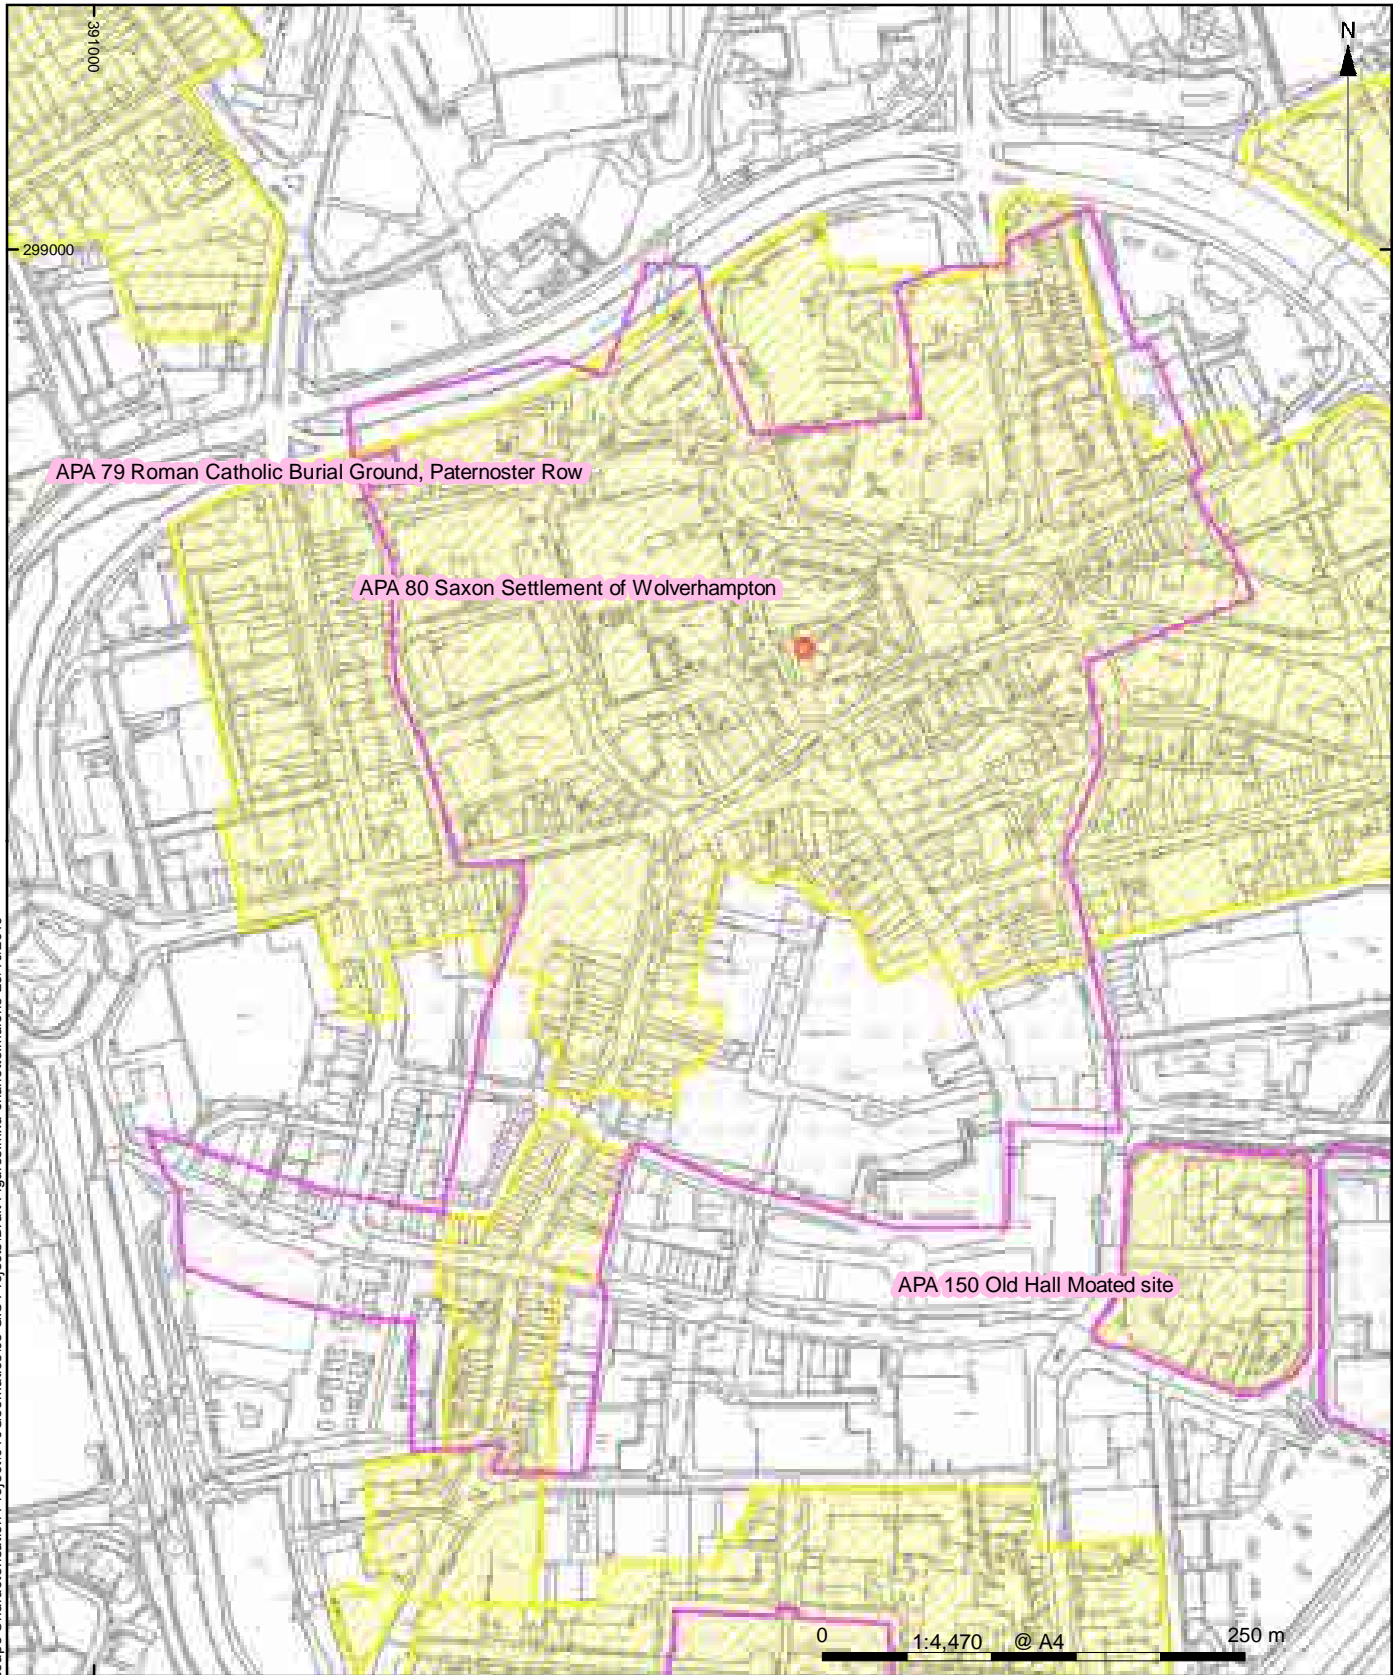 391000
N
299000
APA 79 Roman Catholic Burial Ground, Paternoster Row
APA 80 Saxon Settlement of Wolverhampton
APA 150 Old Hall Moated site
0 1:4,470 @ A4 250 m